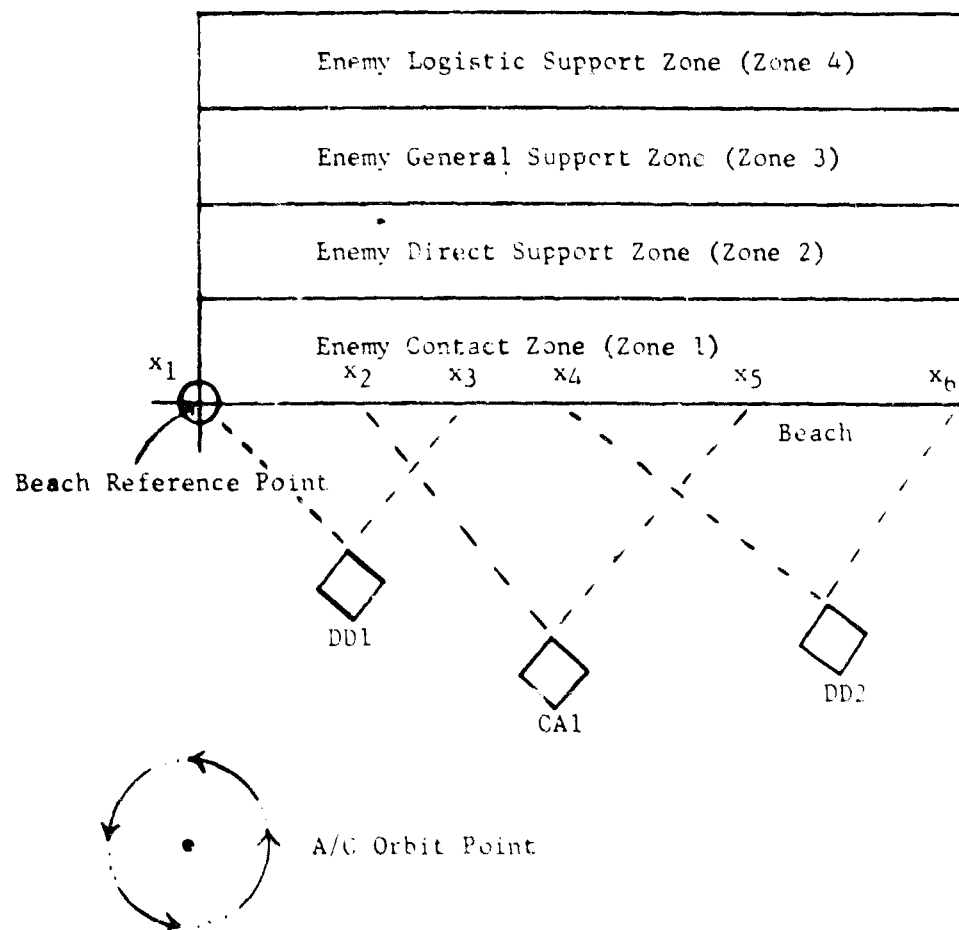 Enemy Logistic Support Zone (Zone 4)
Enemy General Support Zone (Zone 3)
Enemy Direct Support Zone (Zone 2)
Enemy Contact Zone (Zone 1)
x1 x2 x3 x4 x5 x6
Beach
Beach Reference Point
DD1
CA1
DD2
A/C Orbit Point